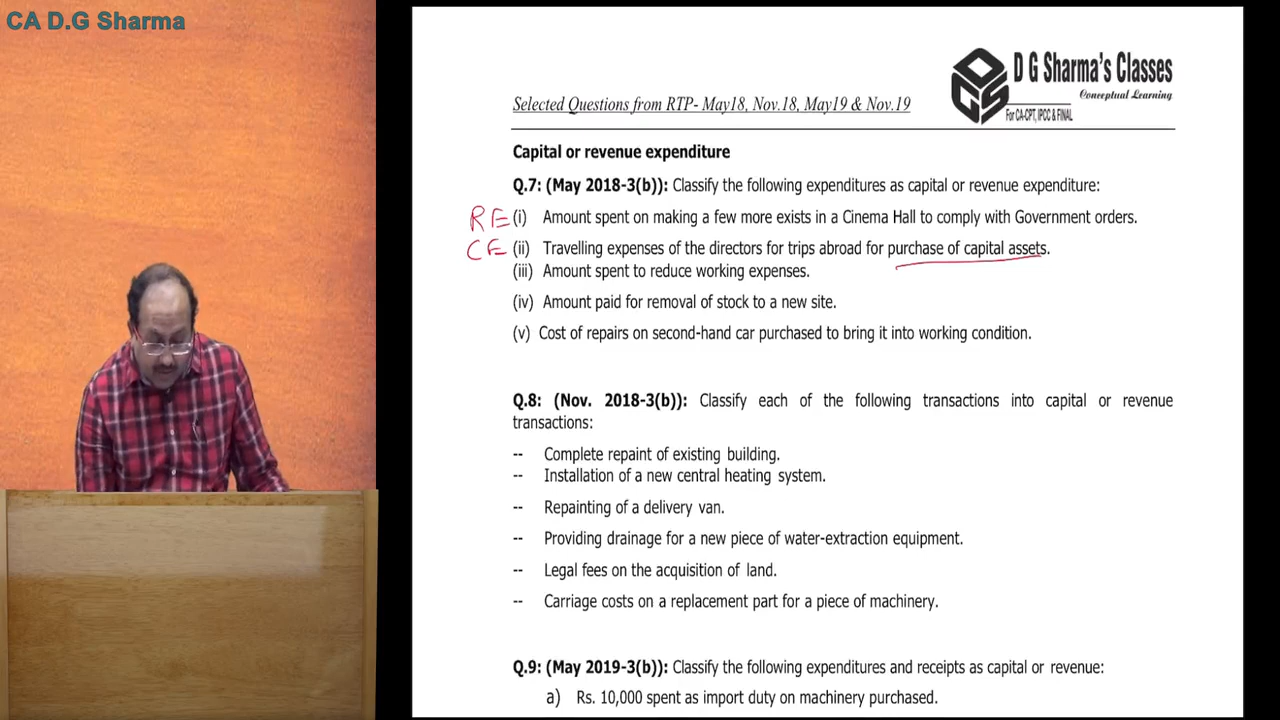 CA D.G Sharma
D G Sharma's Classes
Conceptual Learning
For CA-CPT, IPCC & FINAL
DGSC
Selected Questions from RTP- May18, Nov.18, May19 & Nov.19
Capital or revenue expenditure
Q.7: (May 2018-3(b)): Classify the following expenditures as capital or revenue expenditure:
RE (i) Amount spent on making a few more exists in a Cinema Hall to comply with Government orders.
CE (ii) Travelling expenses of the directors for trips abroad for purchase of capital assets.
(iii) Amount spent to reduce working expenses.
(iv) Amount paid for removal of stock to a new site.
(v) Cost of repairs on second-hand car purchased to bring it into working condition.
Q.8: (Nov. 2018-3(b)): Classify each of the following transactions into capital or revenue
transactions:
-- Complete repaint of existing building.
-- Installation of a new central heating system.
-- Repainting of a delivery van.
-- Providing drainage for a new piece of water-extraction equipment.
-- Legal fees on the acquisition of land.
-- Carriage costs on a replacement part for a piece of machinery.
Q.9: (May 2019-3(b)): Classify the following expenditures and receipts as capital or revenue:
a) Rs. 10,000 spent as import duty on machinery purchased.